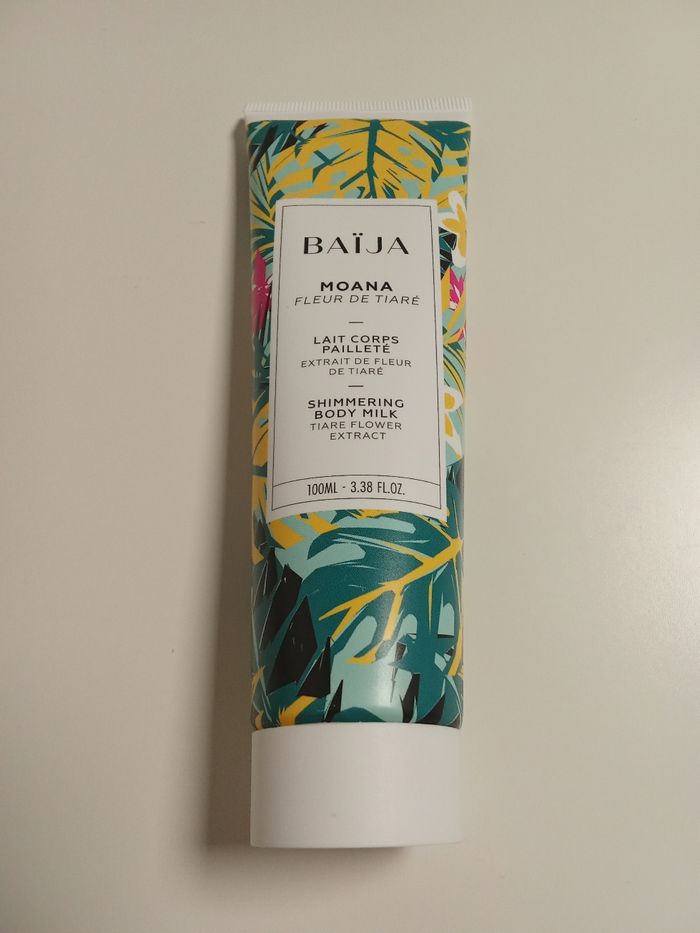 BAÏJA
MOANA
FLEUR DE TIARÉ
LAIT CORPS
PAILLETÉ
EXTRAIT DE FLEUR
DE TIARÉ
SHIMMERING
BODY MILK
TIARE FLOWER
EXTRACT
100ML - 3.38 FL.OZ.